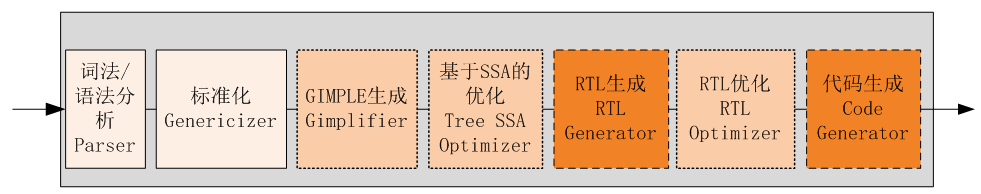 词法/
语法分
析
Parser
标准化
Genericizer
GIMPLE生成
Gimplifier
基于SSA的
优化
Tree SSA
Optimizer
RTL生成
RTL
Generator
RTL优化
RTL
Optimizer
代码生成
Code
Generator